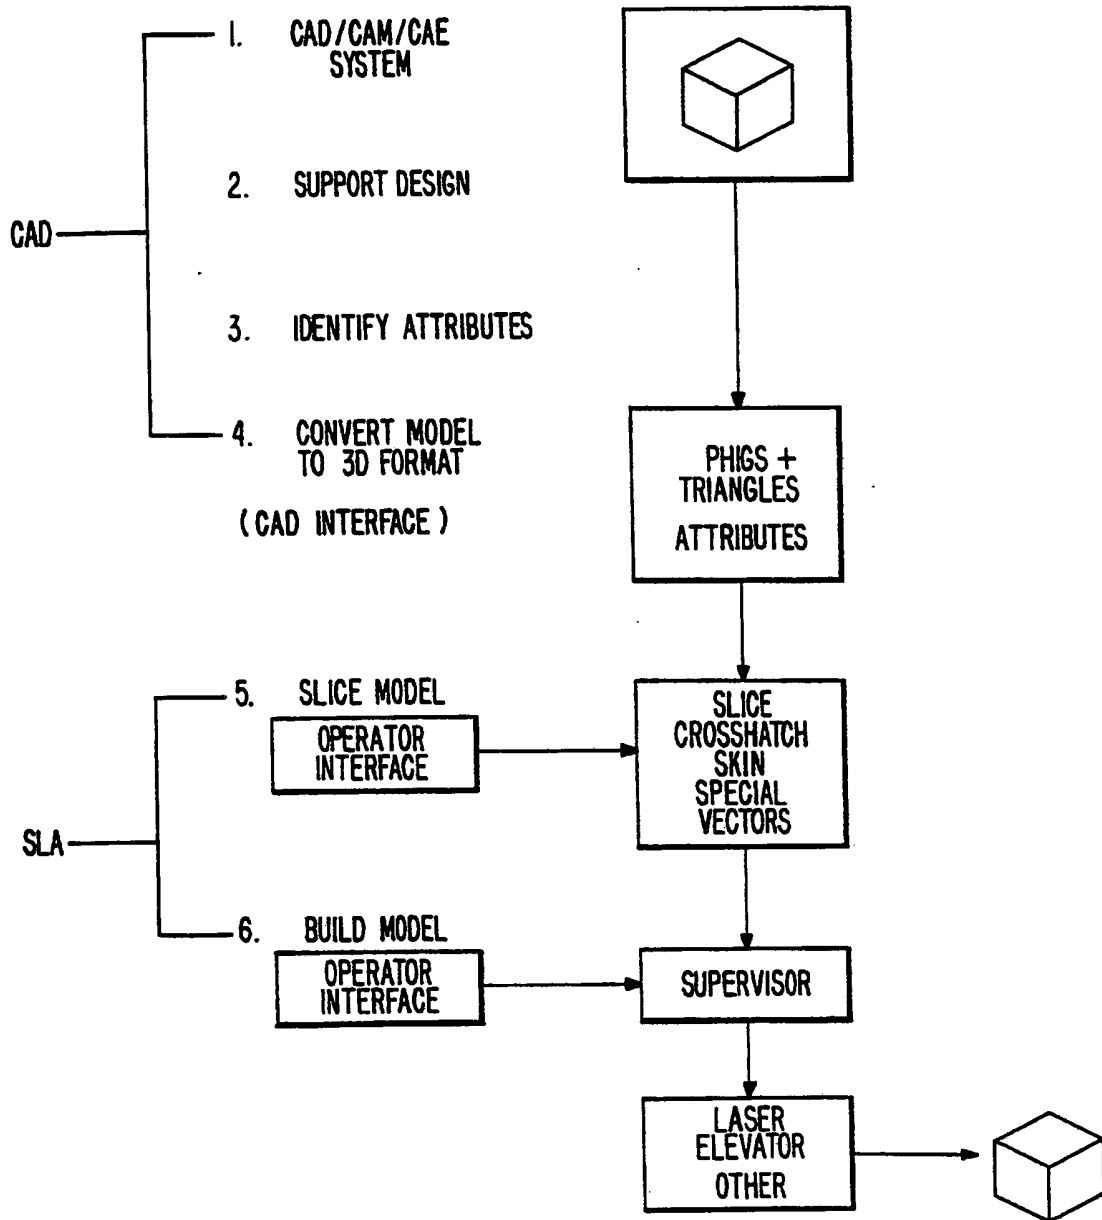 1. CAD/CAM/CAE
SYSTEM
2. SUPPORT DESIGN
CAD
3. IDENTIFY ATTRIBUTES
4. CONVERT MODEL
TO 3D FORMAT
(CAD INTERFACE)
PHIGS +
TRIANGLES
ATTRIBUTES
5. SLICE MODEL
OPERATOR
INTERFACE
SLICE
CROSSHATCH
SKIN
SPECIAL
VECTORS
SLA
6. BUILD MODEL
OPERATOR
INTERFACE
SUPERVISOR
LASER
ELEVATOR
OTHER